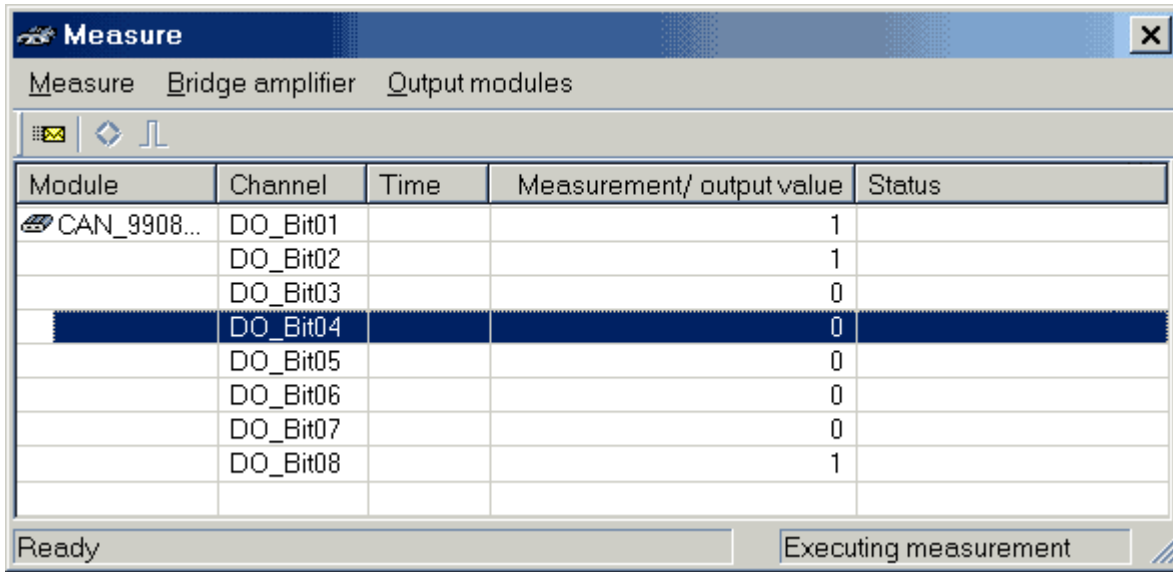 Measure
Measure Bridge amplifier Output modules
Module Channel Time Measurement/ output value Status
CAN_9908... DO_Bit01 1
DO_Bit02 1
DO_Bit03 0
DO_Bit04 0
DO_Bit05 0
DO_Bit06 0
DO_Bit07 0
DO_Bit08 1
Ready Executing measurement